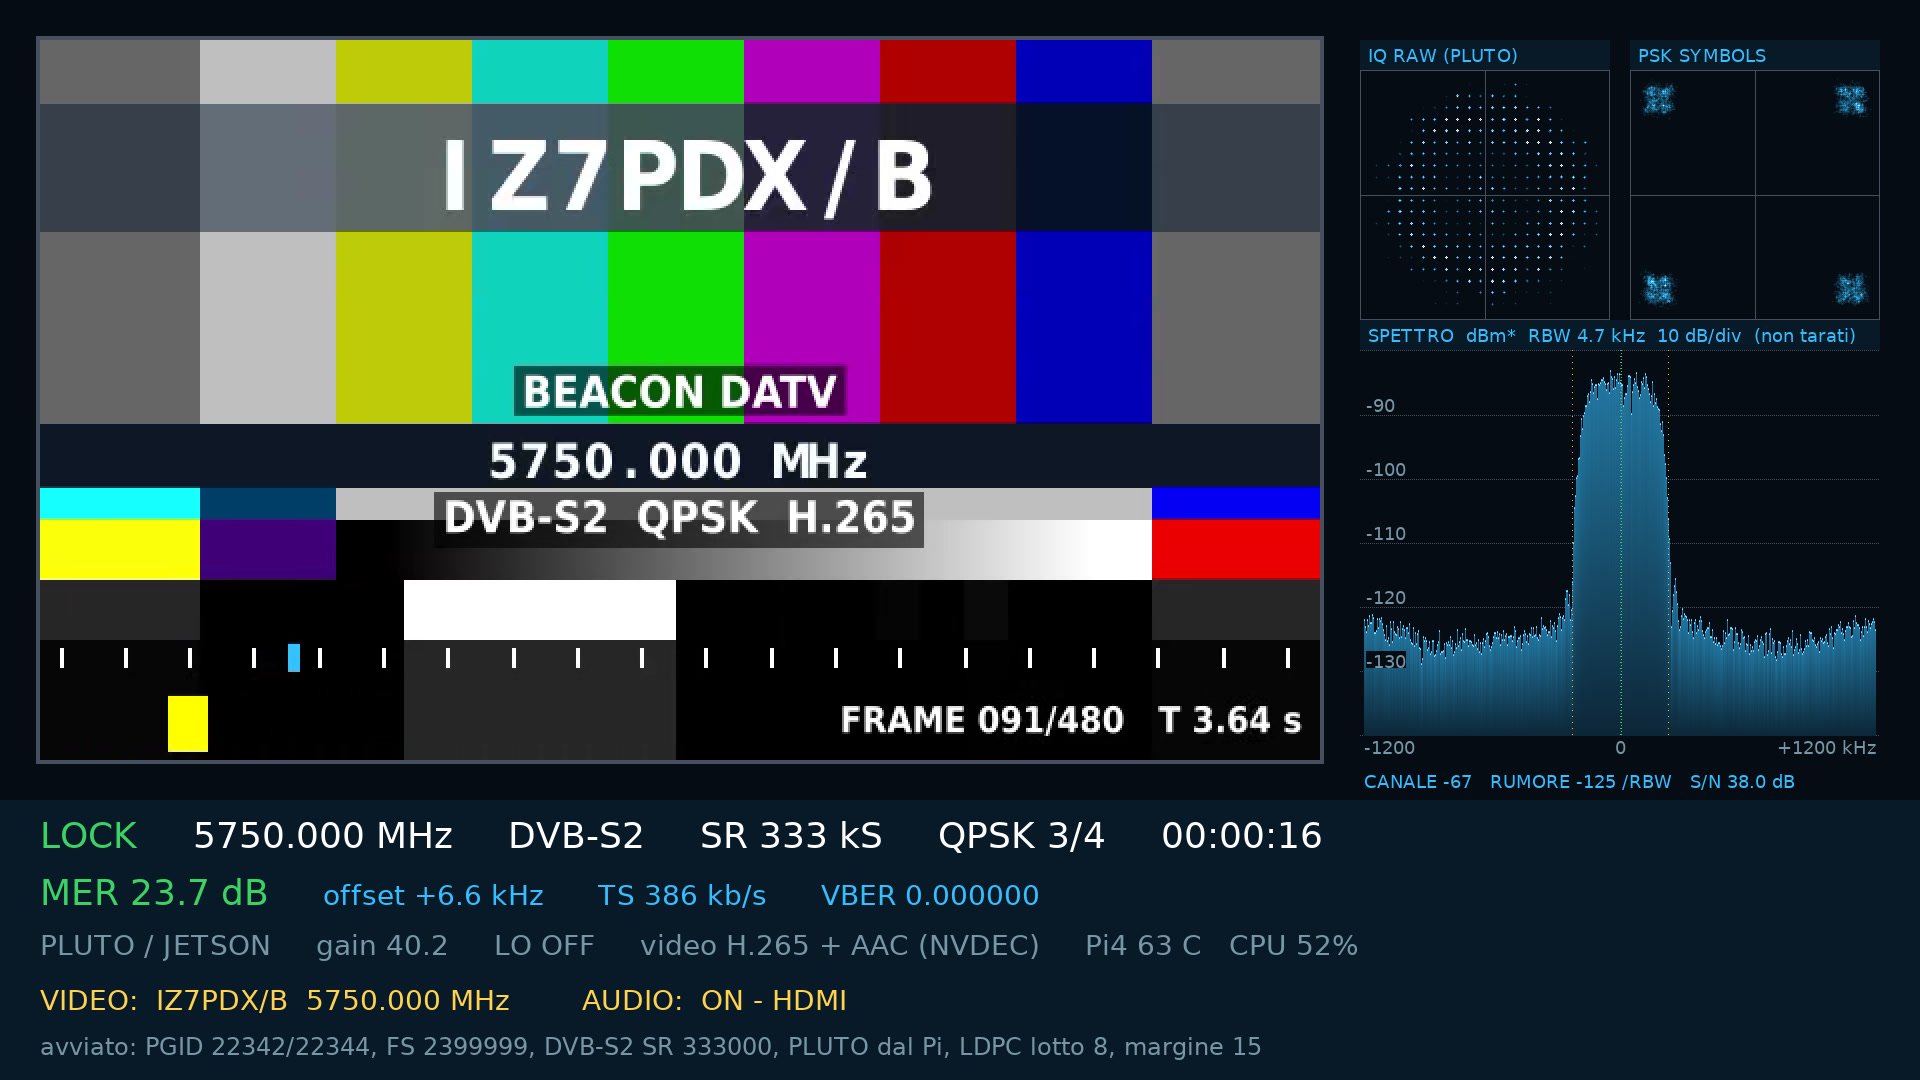 IZ7PDX/B
BEACON DATV
5750.000 MHz
DVB-S2 QPSK H.265
FRAME 091/480 T 3.64 s
IQ RAW (PLUTO)
PSK SYMBOLS
SPETTRO dBm* RBW 4.7 kHz 10 dB/div (non tarati)
-90
-100
-110
-120
-130
-1200 0 +1200 kHz
CANALE -67 RUMORE -125 /RBW S/N 38.0 dB
LOCK 5750.000 MHz DVB-S2 SR 333 kS QPSK 3/4 00:00:16
MER 23.7 dB offset +6.6 kHz TS 386 kb/s VBER 0.000000
PLUTO / JETSON gain 40.2 LO OFF video H.265 + AAC (NVDEC) Pi4 63 C CPU 52%
VIDEO: IZ7PDX/B 5750.000 MHz AUDIO: ON - HDMI
avviato: PGID 22342/22344, FS 2399999, DVB-S2 SR 333000, PLUTO dal Pi, LDPC lotto 8, margine 15